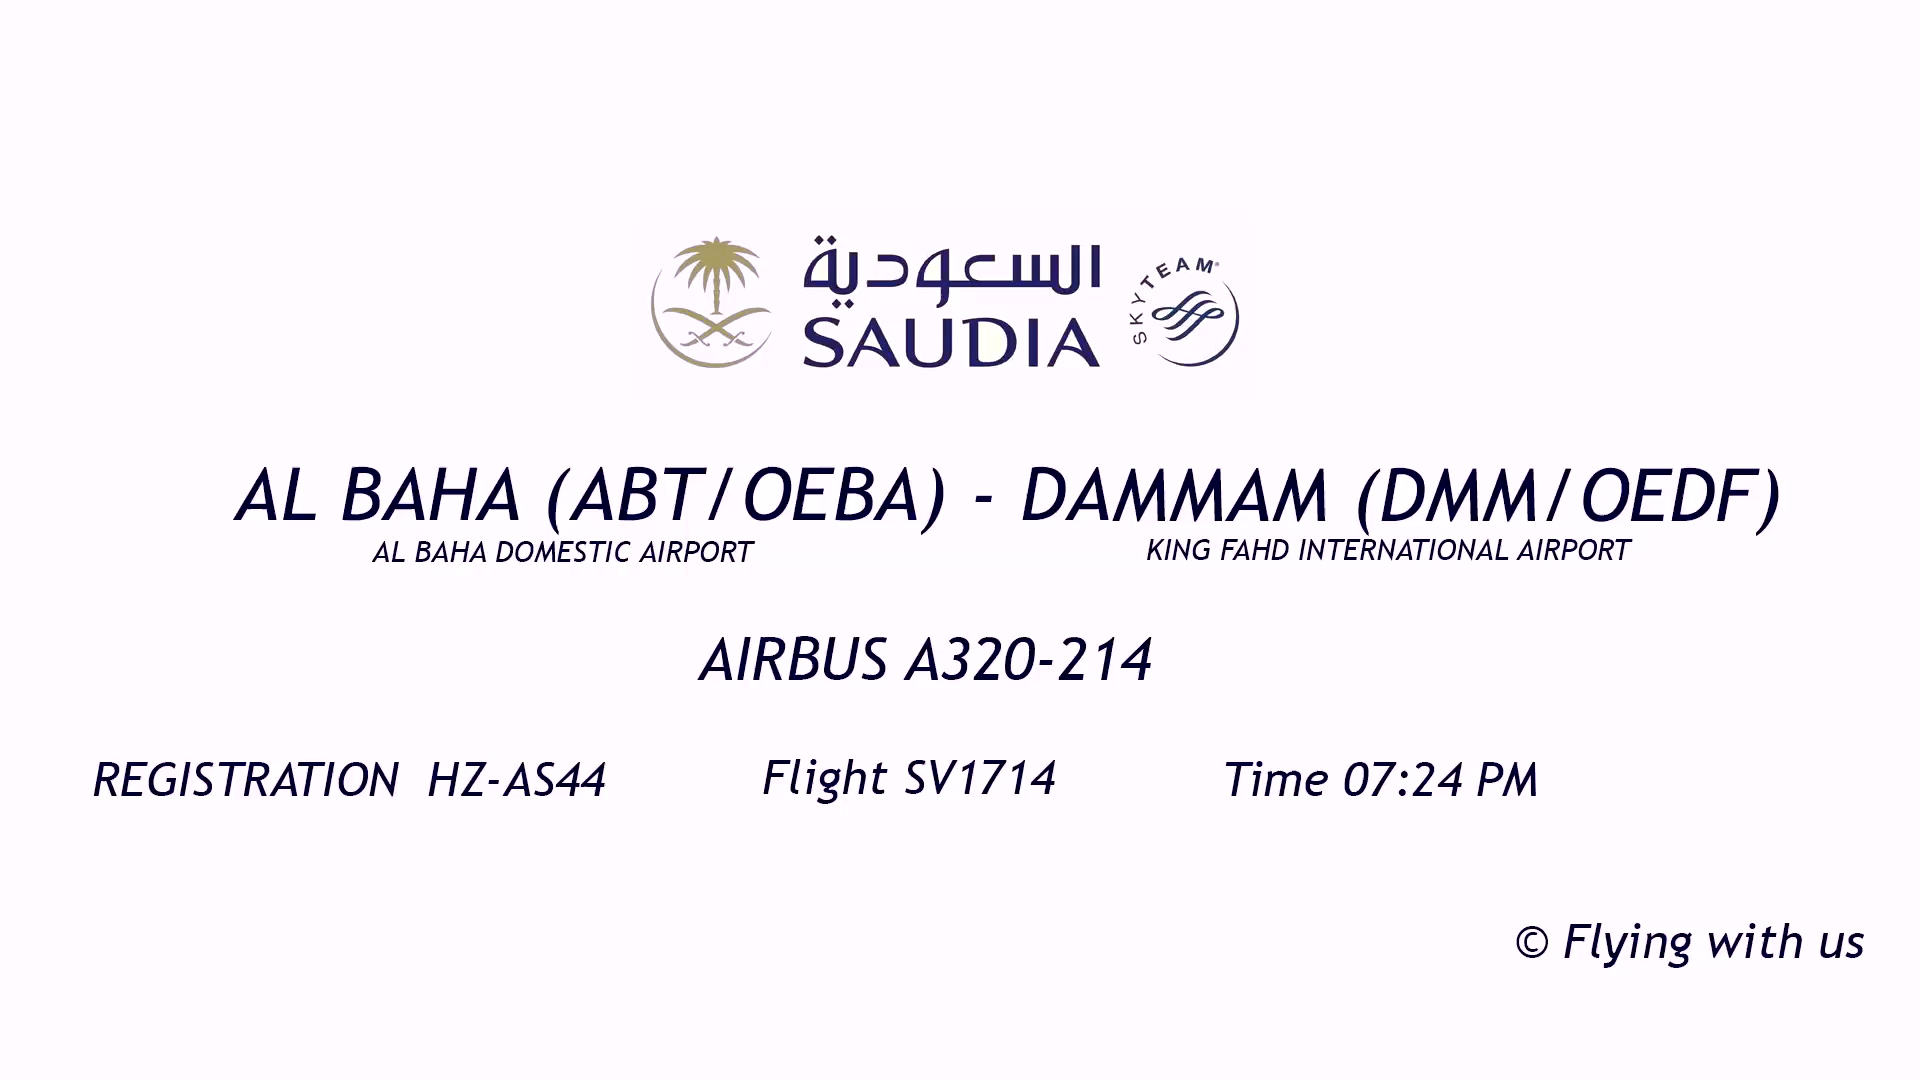 السعودية
SAUDIA
SKYTEAM
AL BAHA (ABT/OEBA) - DAMMAM (DMM/OEDF)
AL BAHA DOMESTIC AIRPORT KING FAHD INTERNATIONAL AIRPORT
AIRBUS A320-214
REGISTRATION HZ-AS44 Flight SV1714 Time 07:24 PM
© Flying with us